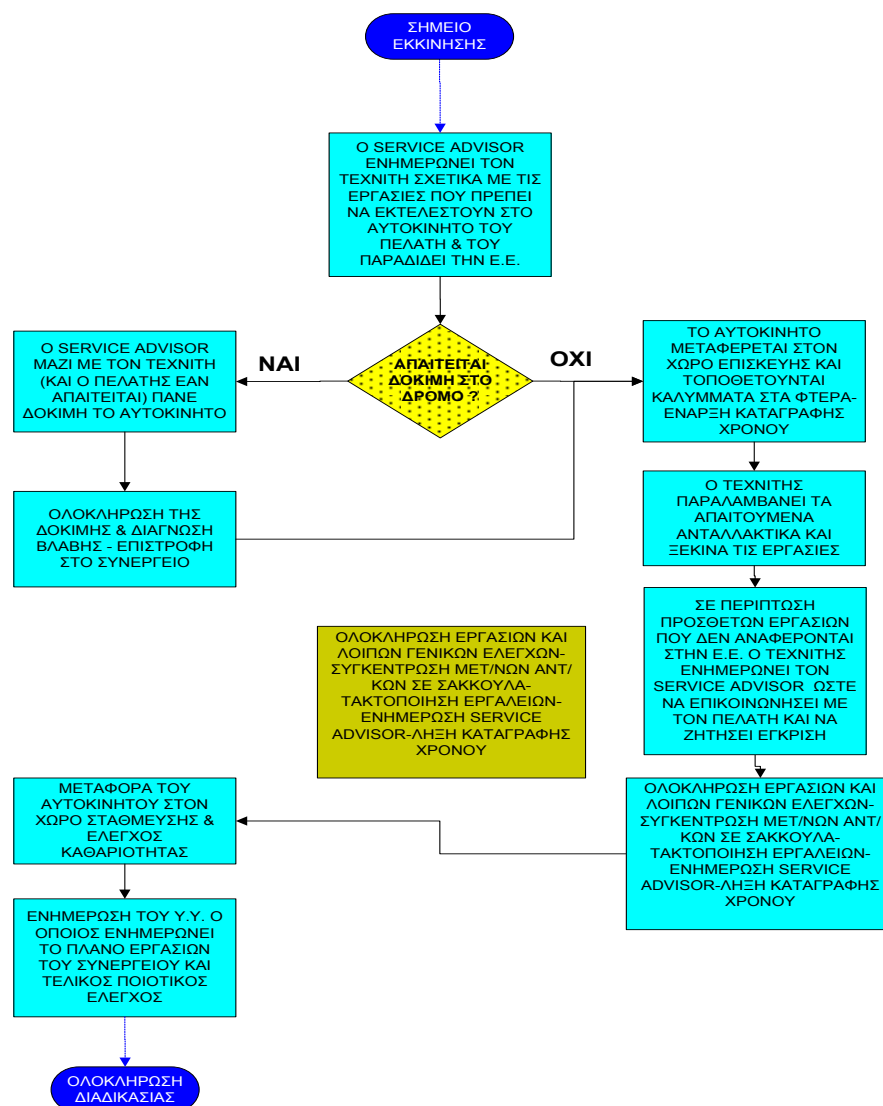 ΣΗΜΕΙΟ
ΕΚΚΙΝΗΣΗΣ
Ο SERVICE ADVISOR
ΕΝΗΜΕΡΩΝΕΙ ΤΟΝ
ΤΕΧΝΙΤΗ ΣΧΕΤΙΚΑ ΜΕ ΤΙΣ
ΕΡΓΑΣΙΕΣ ΠΟΥ ΠΡΕΠΕΙ
ΝΑ ΕΚΤΕΛΕΣΤΟΥΝ ΣΤΟ
ΑΥΤΟΚΙΝΗΤΟ ΤΟΥ
ΠΕΛΑΤΗ & ΤΟΥ
ΠΑΡΑΔΙΔΕΙ ΤΗΝ Ε.Ε.
ΑΠΑΙΤΕΙΤΑΙ
ΔΟΚΙΜΗ ΣΤΟ
ΔΡΟΜΟ ?
ΝΑΙ
ΟΧΙ
Ο SERVICE ADVISOR
ΜΑΖΙ ΜΕ ΤΟΝ ΤΕΧΝΙΤΗ
(ΚΑΙ Ο ΠΕΛΑΤΗΣ ΕΑΝ
ΑΠΑΙΤΕΙΤΑΙ) ΠΑΝΕ
ΔΟΚΙΜΗ ΤΟ ΑΥΤΟΚΙΝΗΤΟ
ΟΛΟΚΛΗΡΩΣΗ ΤΗΣ
ΔΟΚΙΜΗΣ & ΔΙΑΓΝΩΣΗ
ΒΛΑΒΗΣ - ΕΠΙΣΤΡΟΦΗ
ΣΤΟ ΣΥΝΕΡΓΕΙΟ
ΤΟ ΑΥΤΟΚΙΝΗΤΟ
ΜΕΤΑΦΕΡΕΤΑΙ ΣΤΟΝ
ΧΩΡΟ ΕΠΙΣΚΕΥΗΣ ΚΑΙ
ΤΟΠΟΘΕΤΟΥΝΤΑΙ
ΚΑΛΥΜΜΑΤΑ ΣΤΑ ΦΤΕΡΑ-
ΕΝΑΡΞΗ ΚΑΤΑΓΡΑΦΗΣ
ΧΡΟΝΟΥ
Ο ΤΕΧΝΙΤΗΣ
ΠΑΡΑΛΑΜΒΑΝΕΙ ΤΑ
ΑΠΑΙΤΟΥΜΕΝΑ
ΑΝΤΑΛΛΑΚΤΙΚΑ ΚΑΙ
ΞΕΚΙΝΑ ΤΙΣ ΕΡΓΑΣΙΕΣ
ΣΕ ΠΕΡΙΠΤΩΣΗ
ΠΡΟΣΘΕΤΩΝ ΕΡΓΑΣΙΩΝ
ΠΟΥ ΔΕΝ ΑΝΑΦΕΡΟΝΤΑΙ
ΣΤΗΝ Ε.Ε. Ο ΤΕΧΝΙΤΗΣ
ΕΝΗΜΕΡΩΝΕΙ ΤΟΝ
SERVICE ADVISOR ΩΣΤΕ
ΝΑ ΕΠΙΚΟΙΝΩΝΗΣΕΙ ΜΕ
ΤΟΝ ΠΕΛΑΤΗ ΚΑΙ ΝΑ
ΖΗΤΗΣΕΙ ΕΓΚΡΙΣΗ
ΟΛΟΚΛΗΡΩΣΗ ΕΡΓΑΣΙΩΝ ΚΑΙ
ΛΟΙΠΩΝ ΓΕΝΙΚΩΝ ΕΛΕΓΧΩΝ-
ΣΥΓΚΕΝΤΡΩΣΗ ΜΕΤ/ΝΩΝ ΑΝΤ/
ΚΩΝ ΣΕ ΣΑΚΚΟΥΛΑ-
ΤΑΚΤΟΠΟΙΗΣΗ ΕΡΓΑΛΕΙΩΝ-
ΕΝΗΜΕΡΩΣΗ SERVICE
ADVISOR-ΛΗΞΗ ΚΑΤΑΓΡΑΦΗΣ
ΧΡΟΝΟΥ
ΟΛΟΚΛΗΡΩΣΗ ΕΡΓΑΣΙΩΝ ΚΑΙ
ΛΟΙΠΩΝ ΓΕΝΙΚΩΝ ΕΛΕΓΧΩΝ-
ΣΥΓΚΕΝΤΡΩΣΗ ΜΕΤ/ΝΩΝ ΑΝΤ/
ΚΩΝ ΣΕ ΣΑΚΚΟΥΛΑ-
ΤΑΚΤΟΠΟΙΗΣΗ ΕΡΓΑΛΕΙΩΝ-
ΕΝΗΜΕΡΩΣΗ SERVICE
ADVISOR-ΛΗΞΗ ΚΑΤΑΓΡΑΦΗΣ
ΧΡΟΝΟΥ
ΜΕΤΑΦΟΡΑ ΤΟΥ
ΑΥΤΟΚΙΝΗΤΟΥ ΣΤΟΝ
ΧΩΡΟ ΣΤΑΘΜΕΥΣΗΣ &
ΕΛΕΓΧΟΣ
ΚΑΘΑΡΙΟΤΗΤΑΣ
ΕΝΗΜΕΡΩΣΗ ΤΟΥ Υ.Υ. Ο
ΟΠΟΙΟΣ ΕΝΗΜΕΡΩΝΕΙ
ΤΟ ΠΛΑΝΟ ΕΡΓΑΣΙΩΝ
ΤΟΥ ΣΥΝΕΡΓΕΙΟΥ ΚΑΙ
ΤΕΛΙΚΟΣ ΠΟΙΟΤΙΚΟΣ
ΕΛΕΓΧΟΣ
ΟΛΟΚΛΗΡΩΣΗ
ΔΙΑΔΙΚΑΣΙΑΣ